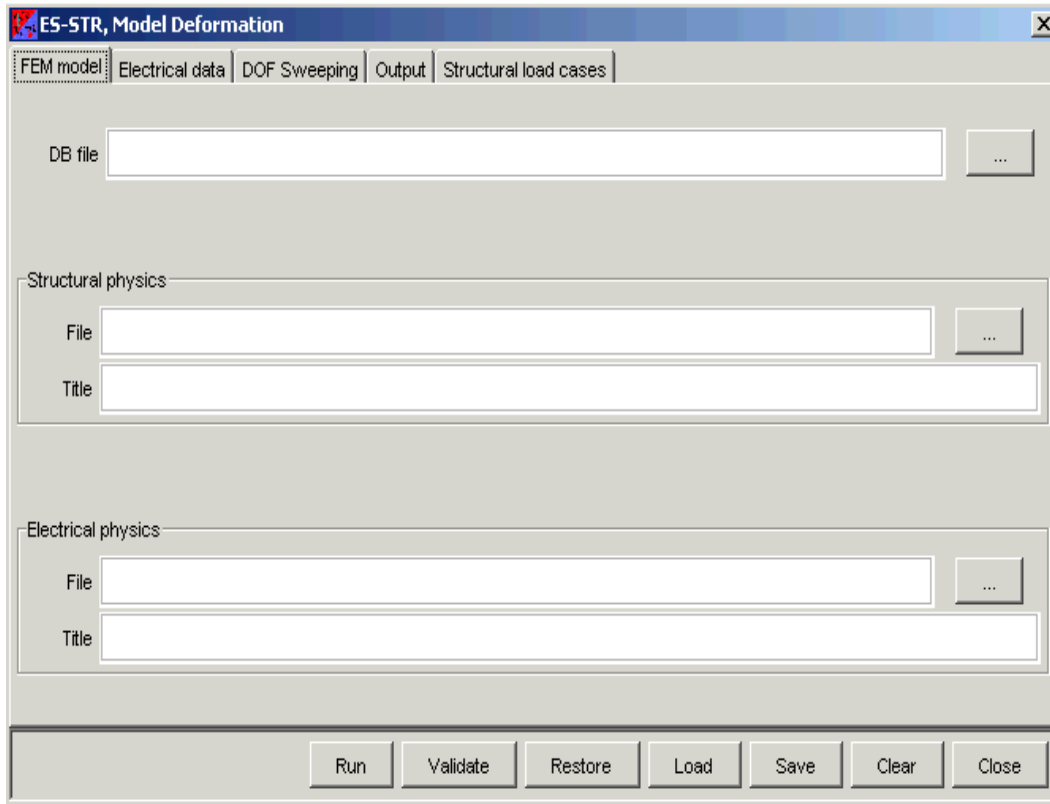 ES-STR, Model Deformation X
FEM model Electrical data DOF Sweeping Output Structural load cases
DB file ...
Structural physics
File ...
Title
Electrical physics
File ...
Title
Run Validate Restore Load Save Clear Close